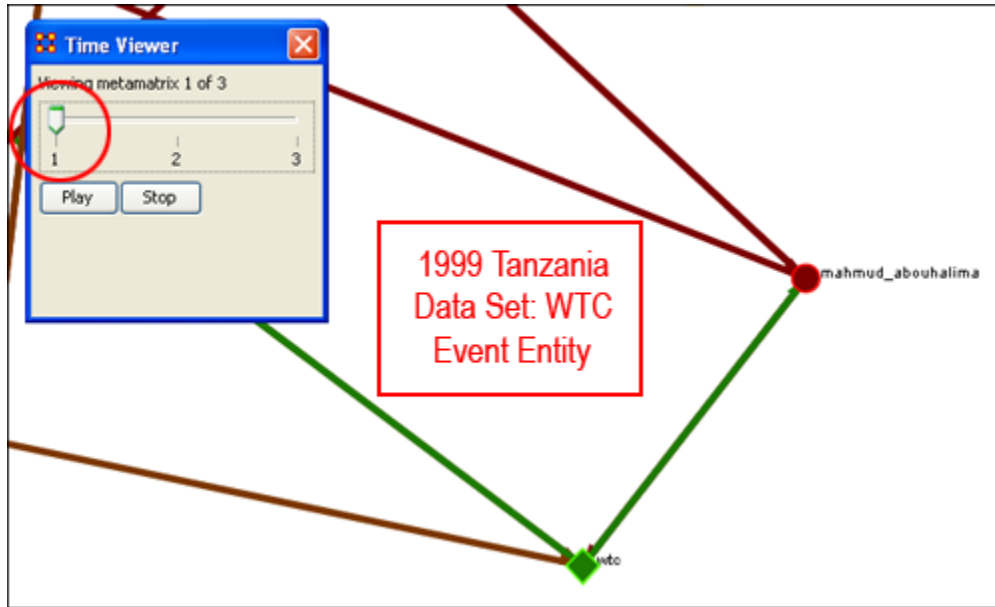 Time Viewer
Viewing metamatrix 1 of 3
1 2 3
Play Stop
1999 Tanzania
Data Set: WTC
Event Entity
mahmud_abouhalima
wtc